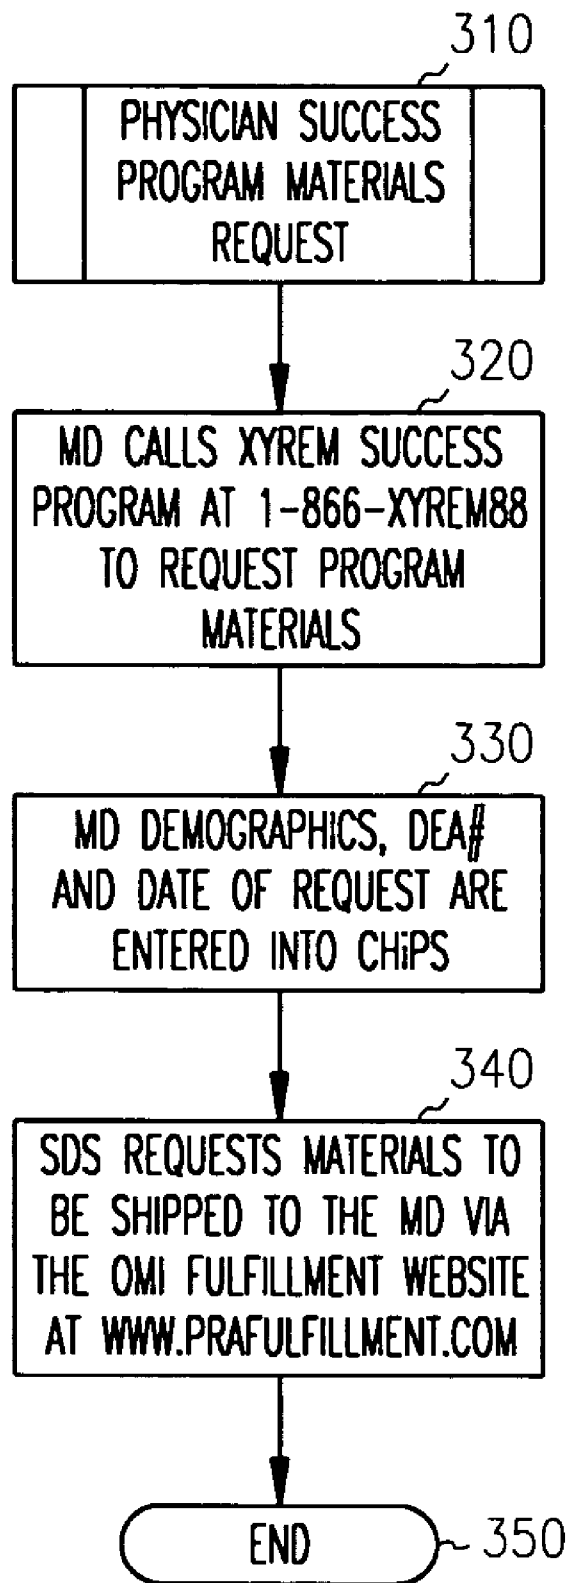 310
PHYSICIAN SUCCESS
PROGRAM MATERIALS
REQUEST
320
MD CALLS XYREM SUCCESS
PROGRAM AT 1-866-XYREM88
TO REQUEST PROGRAM
MATERIALS
330
MD DEMOGRAPHICS, DEA#
AND DATE OF REQUEST ARE
ENTERED INTO CHiPS
340
SDS REQUESTS MATERIALS TO
BE SHIPPED TO THE MD VIA
THE OMI FULFILLMENT WEBSITE
AT WWW.PRAFULFILLMENT.COM
END
350